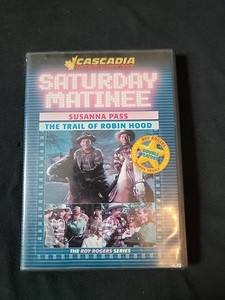 CASCADIA
SATURDAY
MATINEE
SUSANNA PASS
THE TRAIL OF ROBIN HOOD
THE ROY ROGERS SERIES